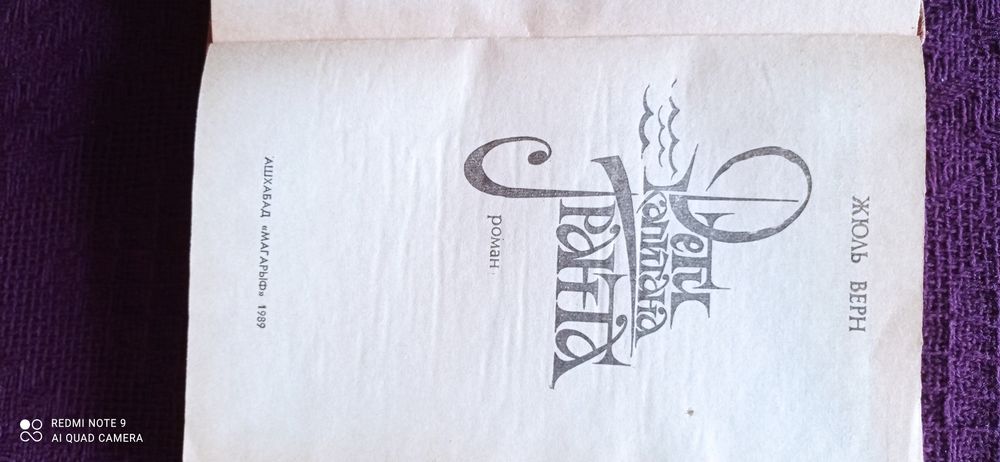 ЖЮЛЬ ВЕРН
Дети
капитана
Гранта
роман
АШХАБАД «МАГАРЫФ» 1989
REDMI NOTE 9
AI QUAD CAMERA